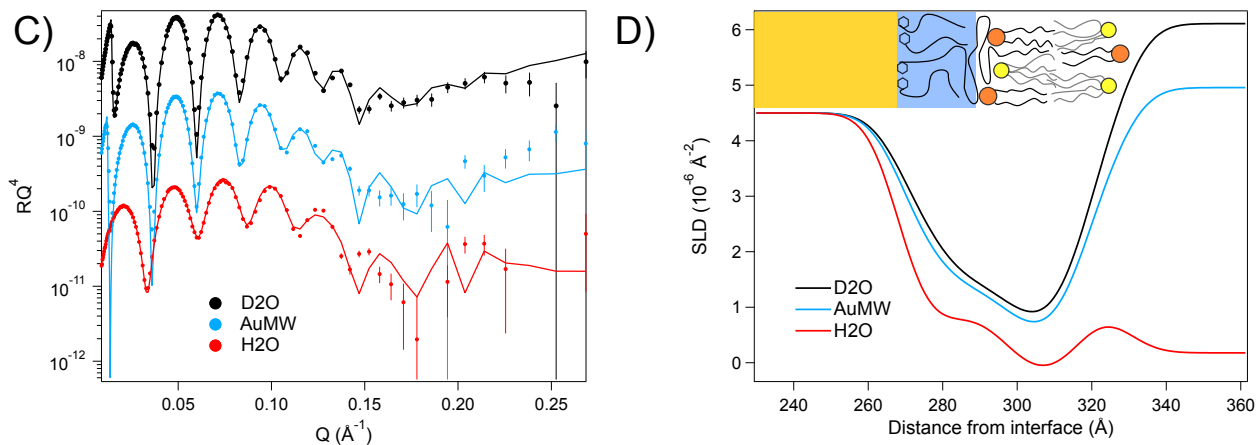 C)
RQ⁴
10⁻⁸
10⁻⁹
10⁻¹⁰
10⁻¹¹
10⁻¹²
D2O
AuMW
H2O
0.05 0.10 0.15 0.20 0.25
Q (Å⁻¹)
D)
SLD (10⁻⁶ Å⁻²)
6
5
4
3
2
1
0
D2O
AuMW
H2O
240 260 280 300 320 340 360
Distance from interface (Å)